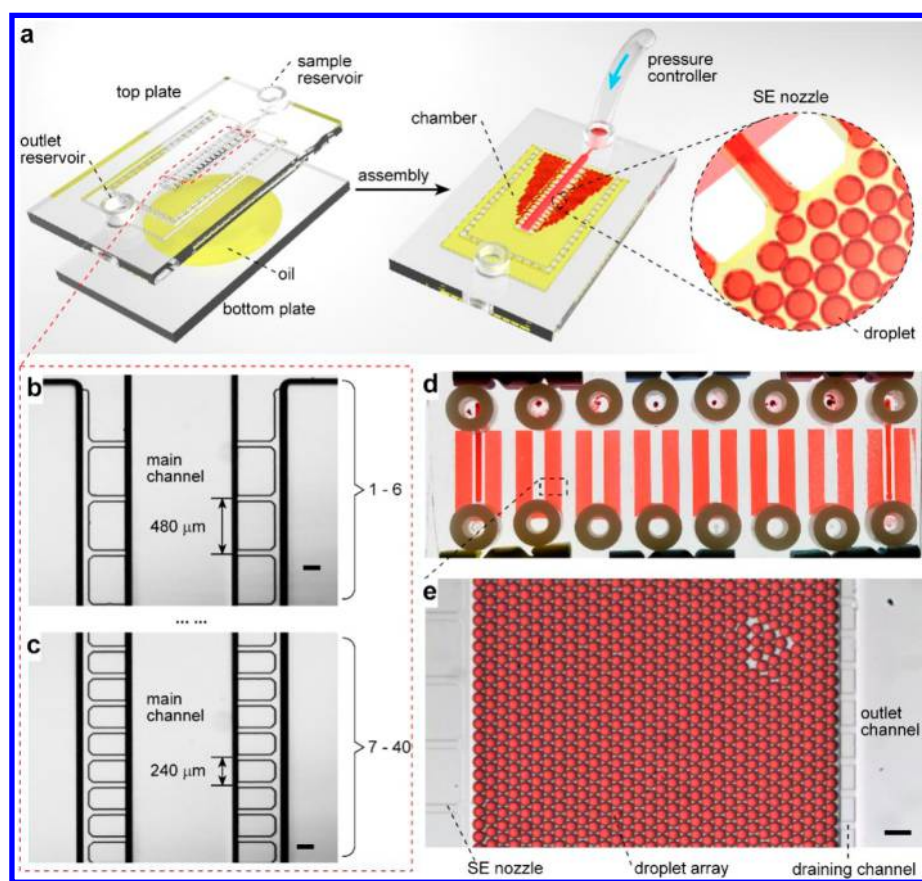 a
sample
reservoir
top plate
outlet
reservoir
oil
bottom plate
assembly
chamber
pressure
controller
SE nozzle
droplet
b
main
channel
480 μm
1 - 6
... ...
c
main
channel
240 μm
7 - 40
d
e
outlet
channel
SE nozzle
droplet array
draining channel